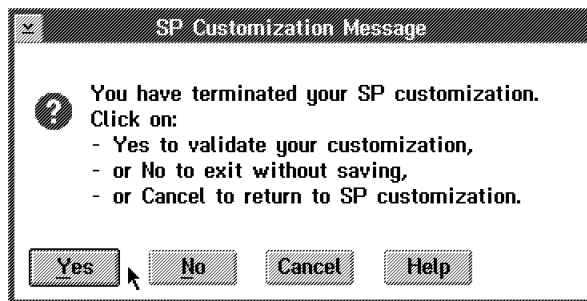 SP Customization Message
You have terminated your SP customization.
Click on:
- Yes to validate your customization,
- or No to exit without saving,
- or Cancel to return to SP customization.
Yes No Cancel Help